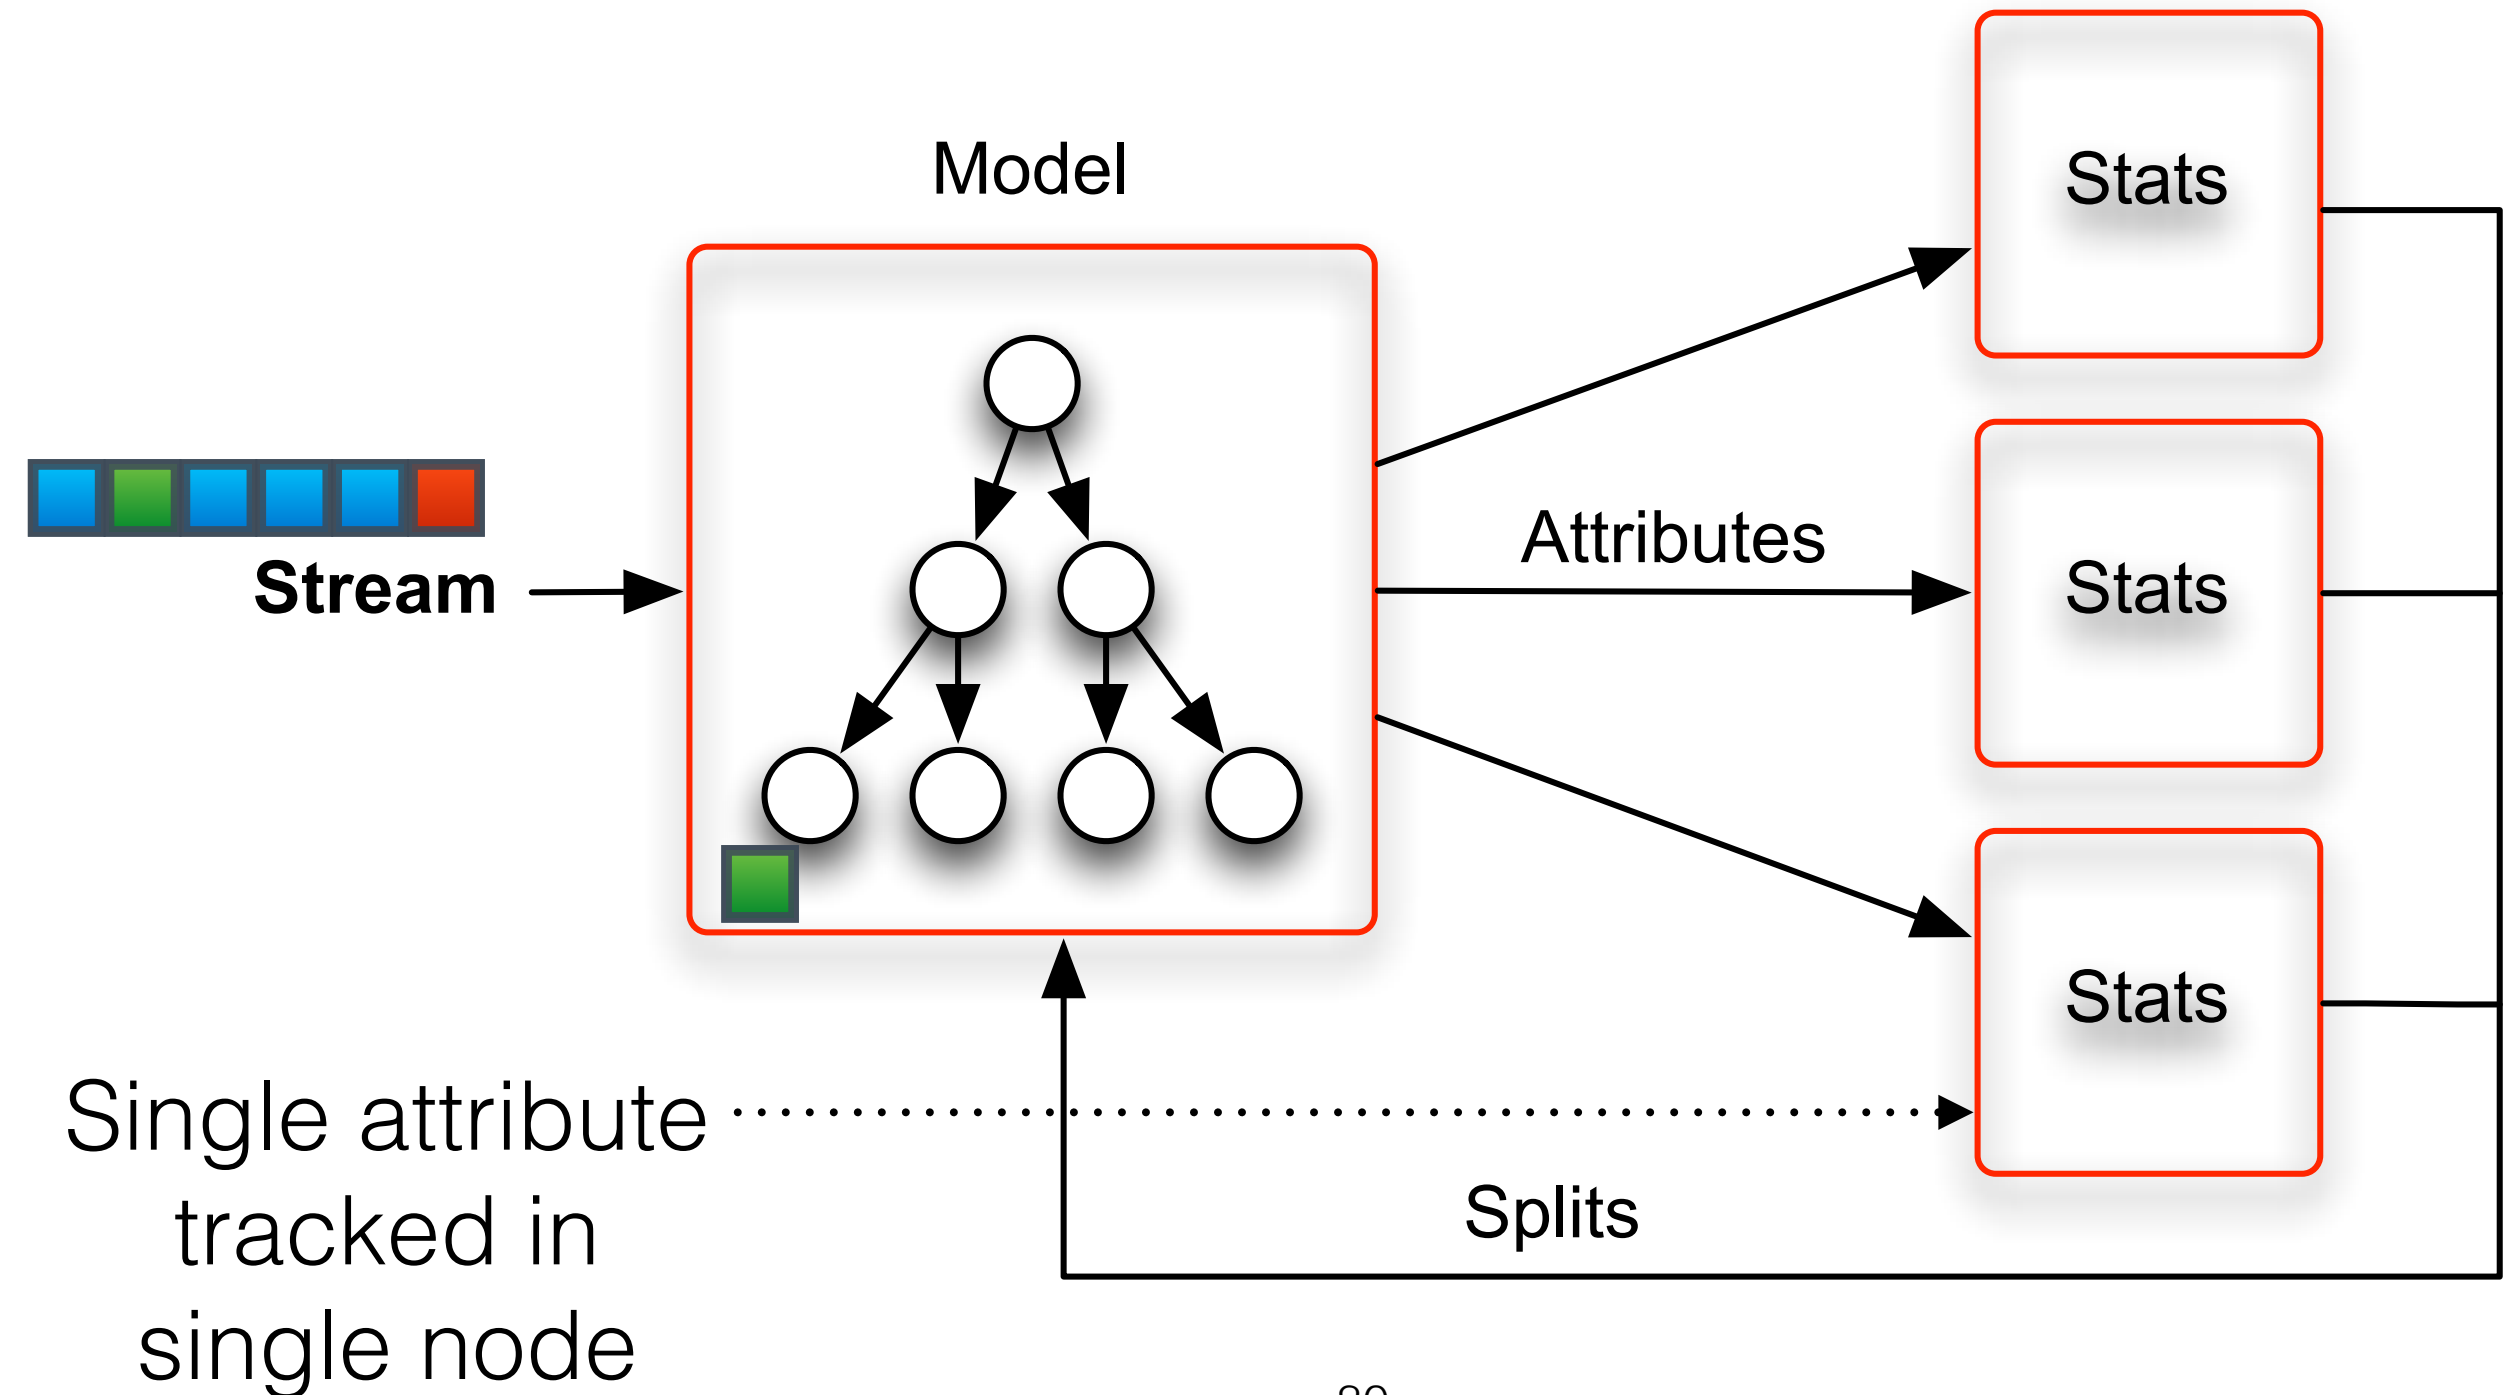 Model
Stats
Attributes
Stats
Stream
Stats
Single attribute
tracked in
single node
Splits